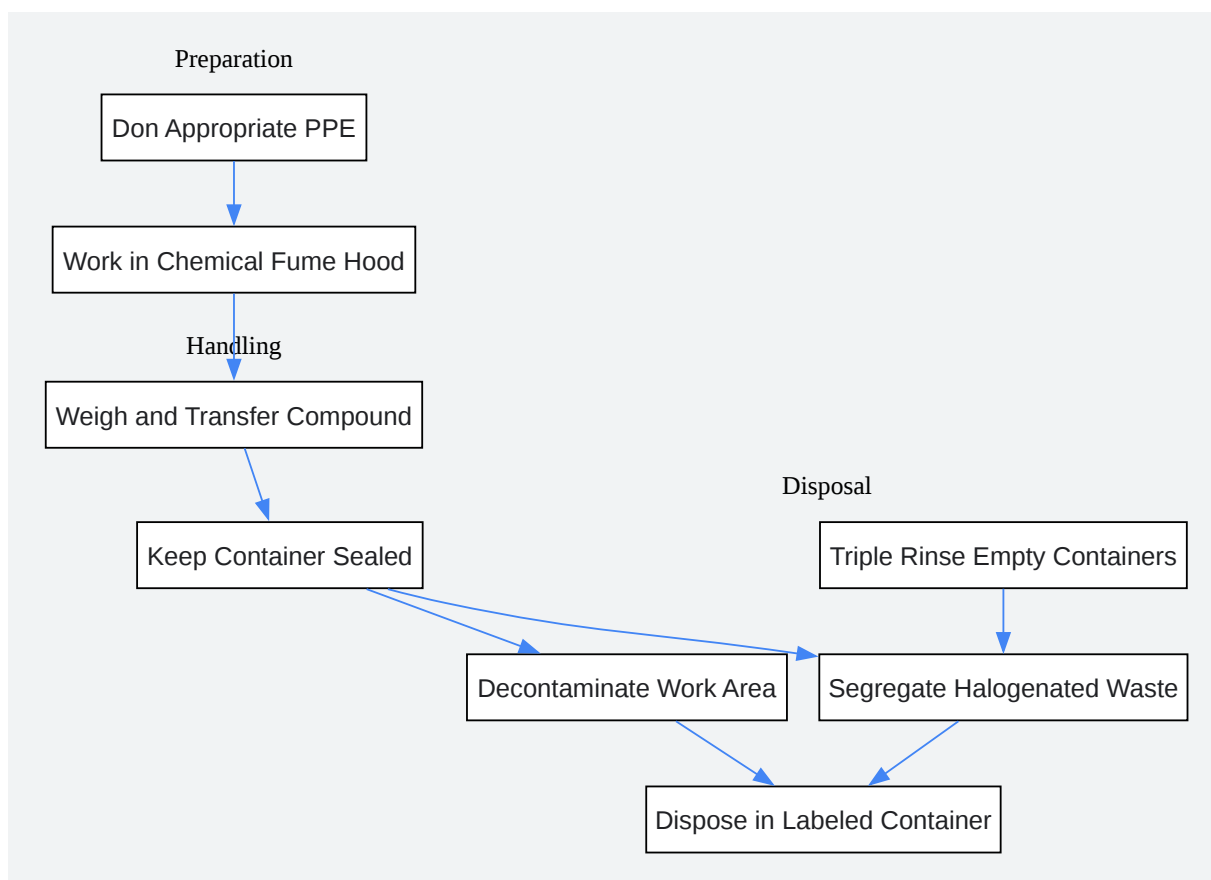 Preparation
Don Appropriate PPE
Work in Chemical Fume Hood
Handling
Weigh and Transfer Compound
Disposal
Keep Container Sealed
Triple Rinse Empty Containers
Decontaminate Work Area
Segregate Halogenated Waste
Dispose in Labeled Container